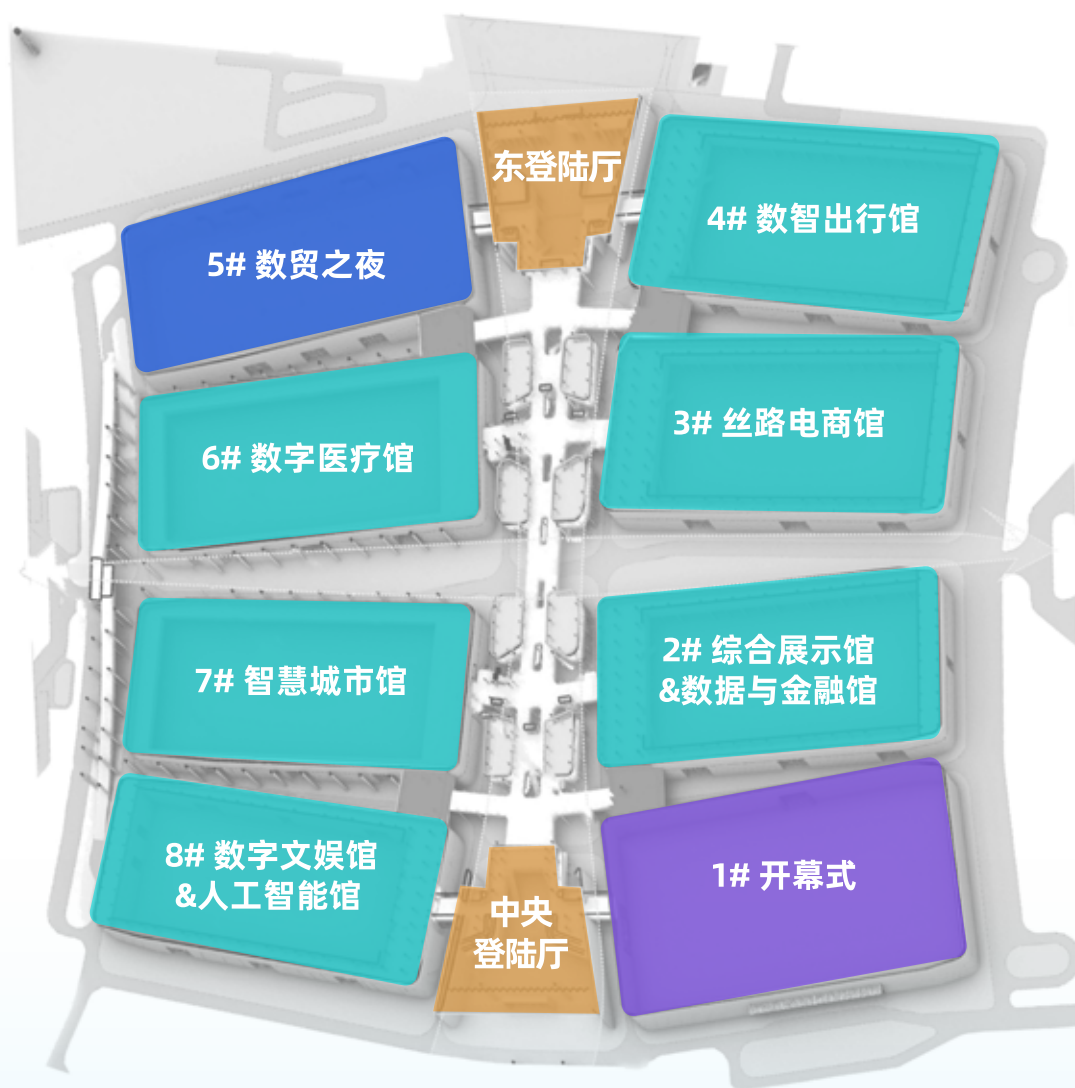 东登陆厅
4# 数智出行馆
5# 数贸之夜
3# 丝路电商馆
6# 数字医疗馆
2# 综合展示馆
&数据与金融馆
7# 智慧城市馆
8# 数字文娱馆
&人工智能馆
1# 开幕式
中央
登陆厅